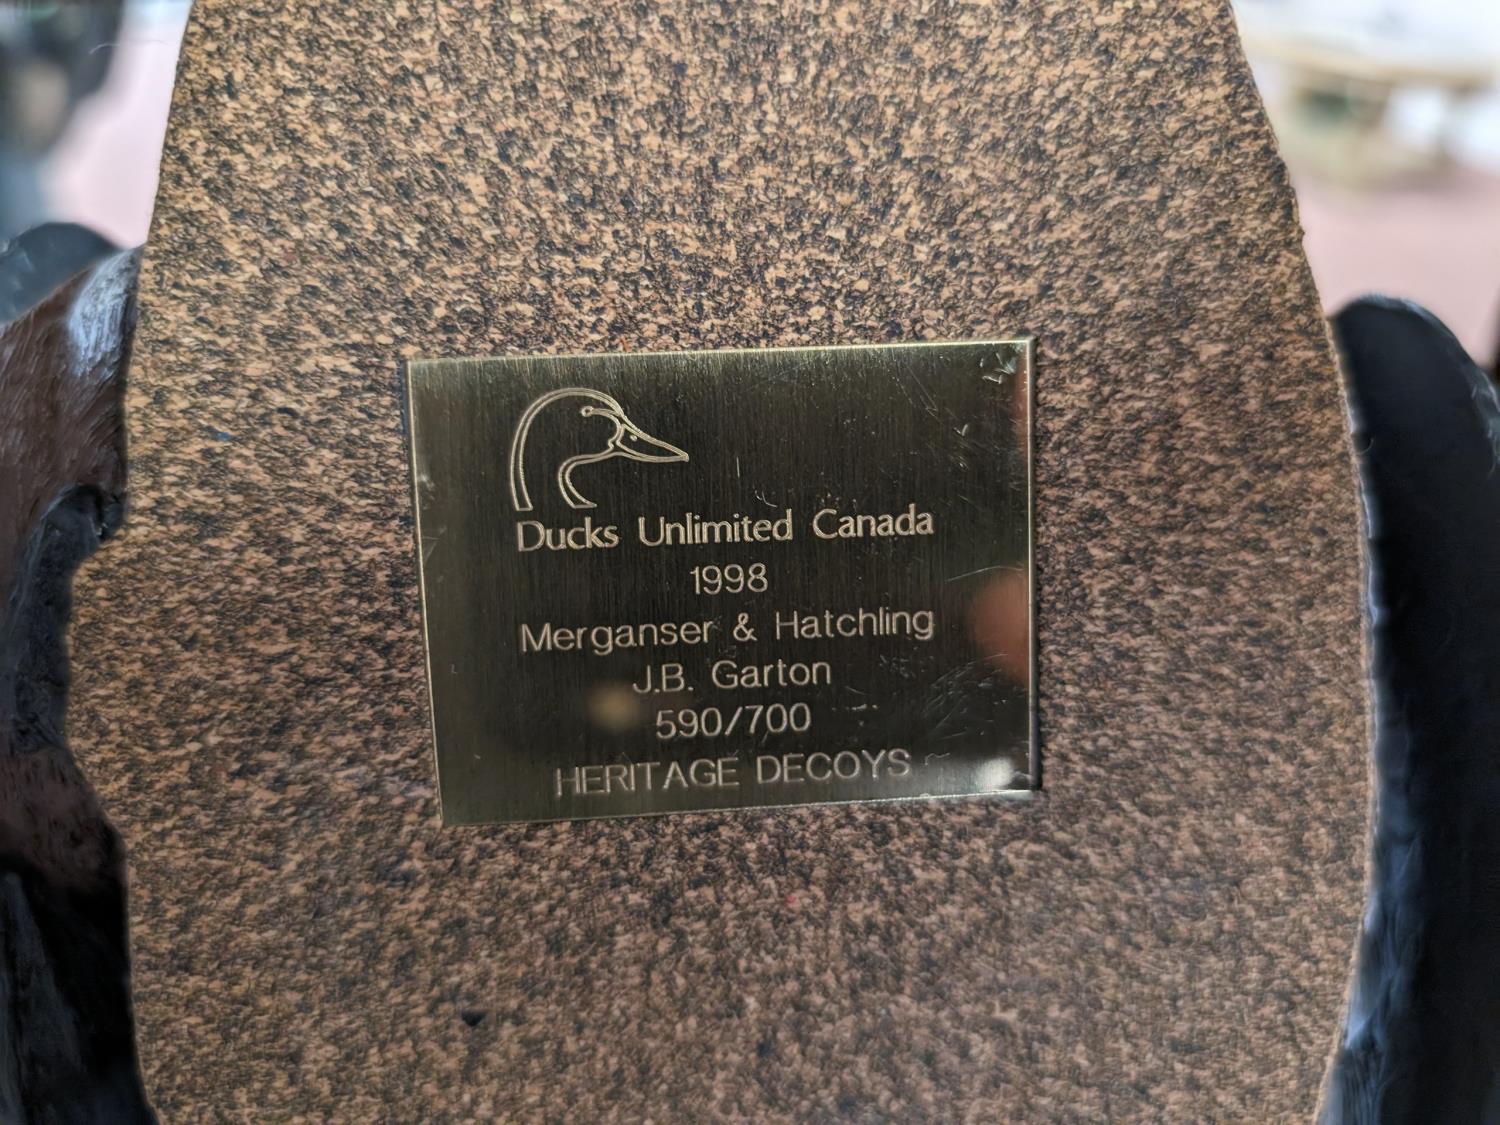 Ducks Unlimited Canada
1998
Merganser & Hatchling
J.B. Garton
590/700
HERITAGE DECOYS